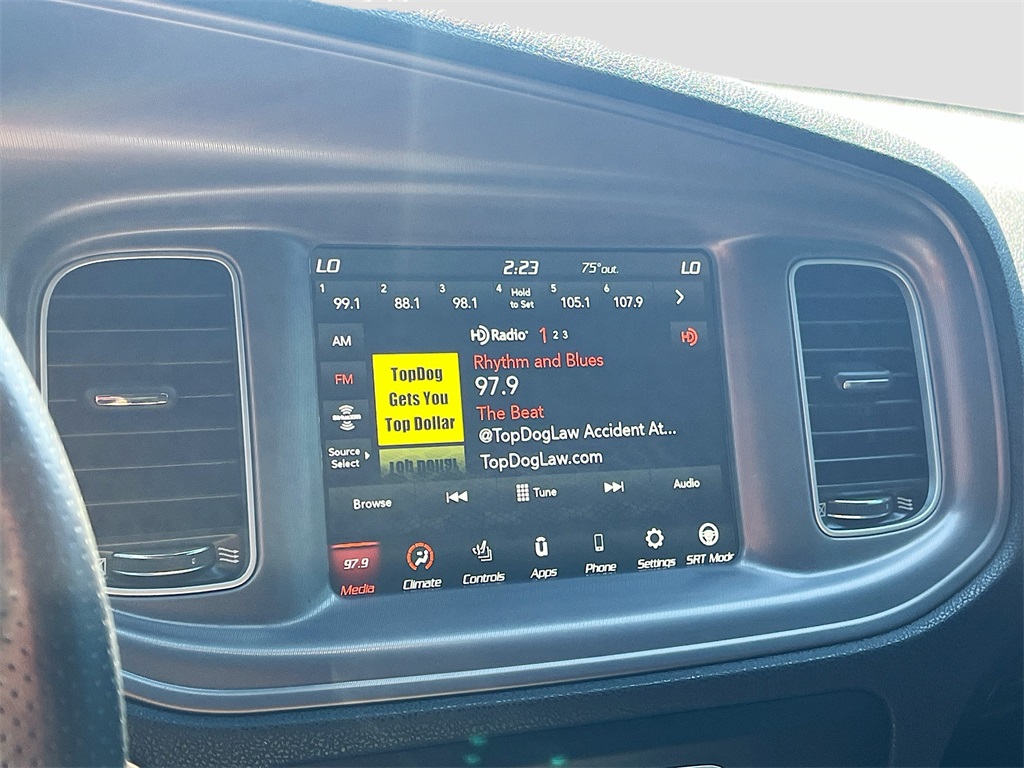 LO 2:23 75°out. LO
1 99.1 2 88.1 3 98.1 4 Hold to Set 5 105.1 6 107.9
AM
HD Radio 1 2 3
HD
FM
Rhythm and Blues
97.9
The Beat
@TopDogLaw Accident At...
TopDogLaw.com
TopDog
Gets You
Top Dollar
Source
Select
Browse Tune Audio
97.9
Media Climate Controls Apps Phone Settings SRT Mode